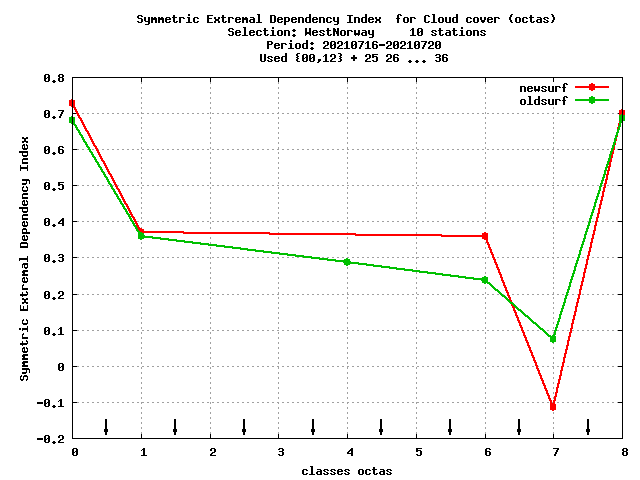 Symmetric Extremal Dependency Index  for Cloud cover (octas)
Selection: WestNorway     10 stations
Period: 20210716-20210720
Used {00,12} + 25 26 ... 36
newsurf
oldsurf
Symmetric Extremal Dependency Index
0.8
0.7
0.6
0.5
0.4
0.3
0.2
0.1
0
-0.1
-0.2
0 1 2 3 4 5 6 7 8
classes octas